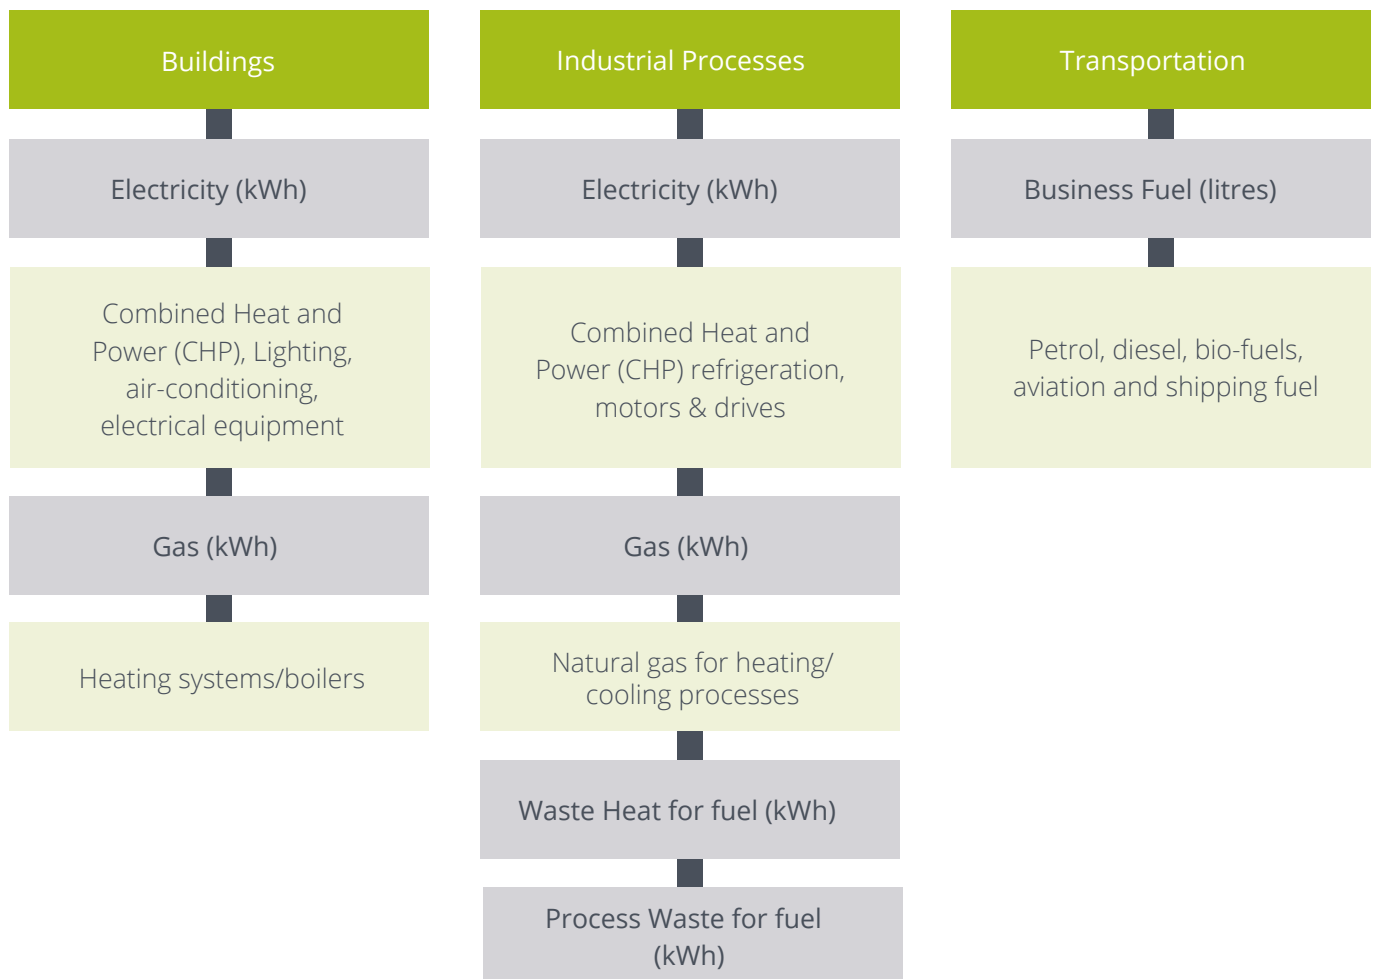 Buildings
Electricity (kWh)
Combined Heat and
Power (CHP), Lighting,
air-conditioning,
electrical equipment
Gas (kWh)
Heating systems/boilers
Industrial Processes
Electricity (kWh)
Combined Heat and
Power (CHP) refrigeration,
motors & drives
Gas (kWh)
Natural gas for heating/
cooling processes
Waste Heat for fuel (kWh)
Process Waste for fuel
(kWh)
Transportation
Business Fuel (litres)
Petrol, diesel, bio-fuels,
aviation and shipping fuel